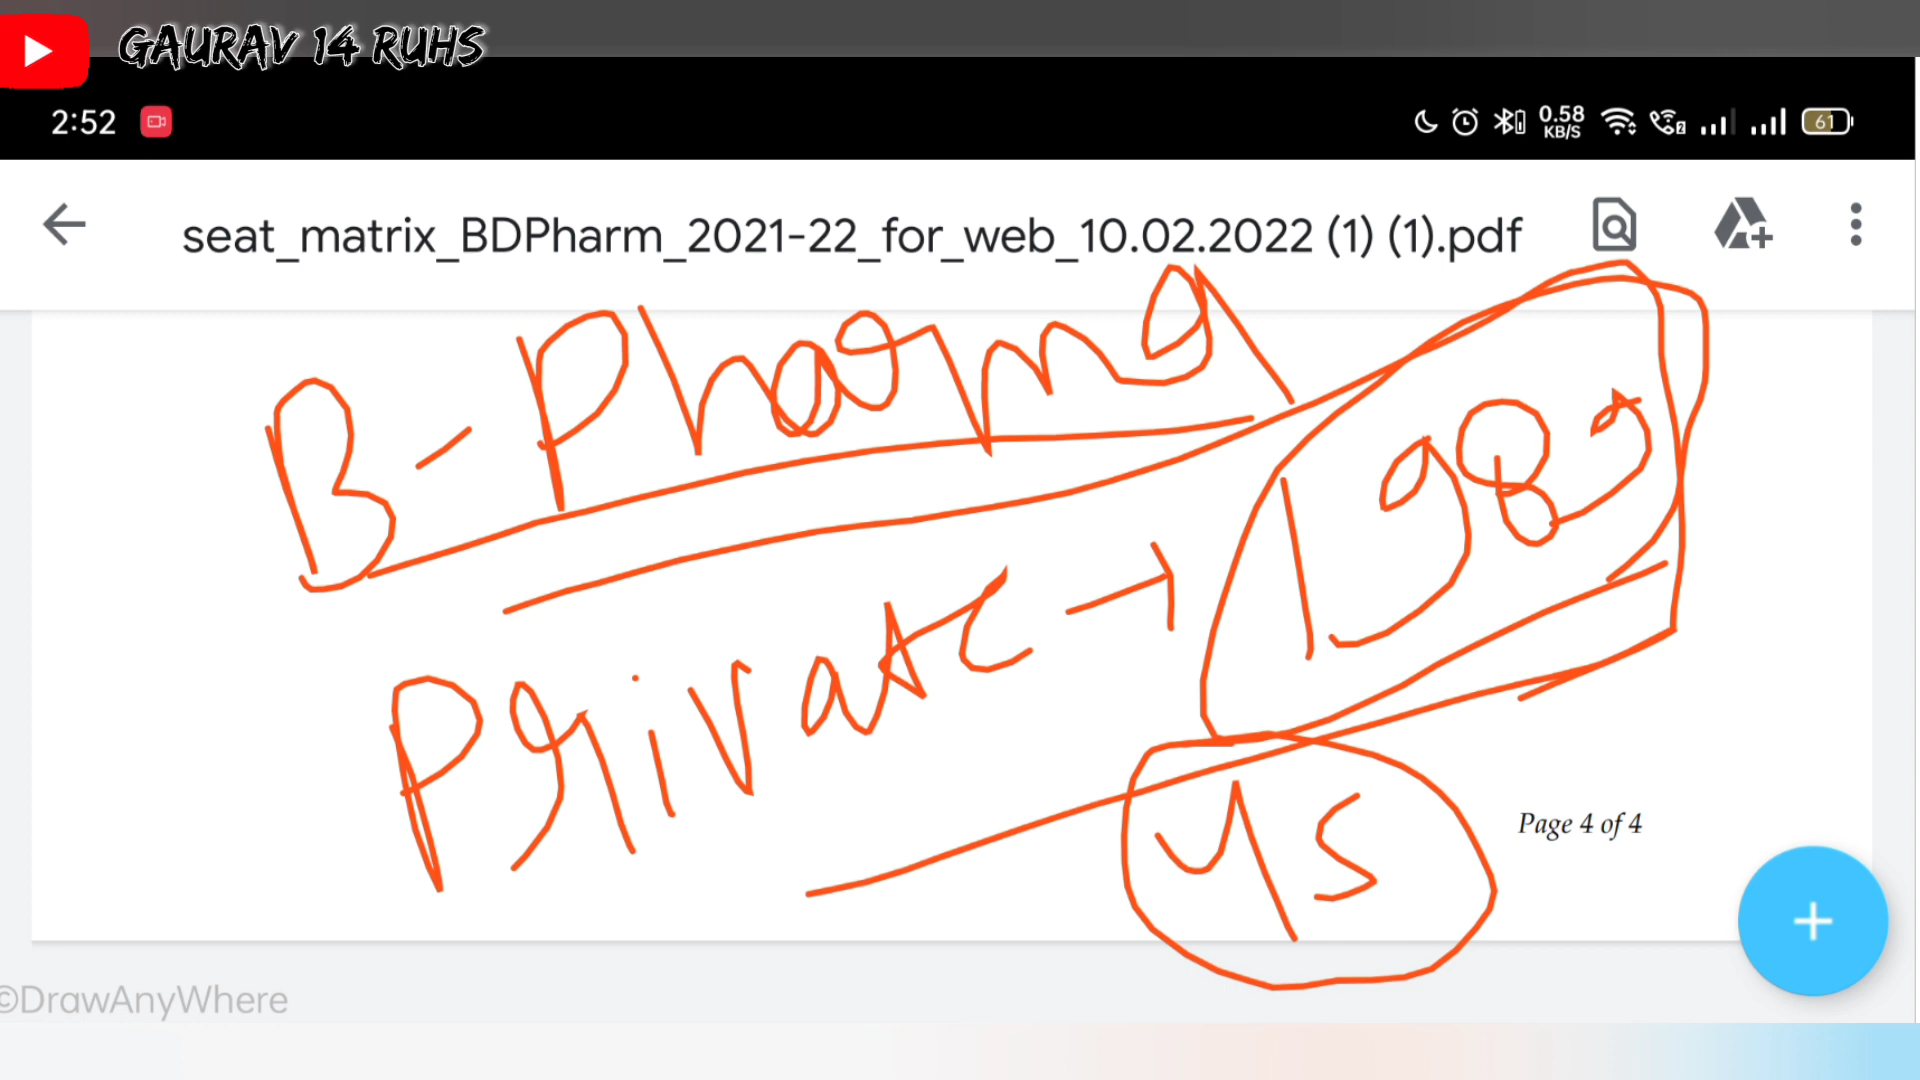 GAURAV 14 RUHS
2:52 0.58 KB/S 61
seat_matrix_BDPharm_2021-22_for_web_10.02.2022 (1) (1).pdf
B-Pharma
Private → 1989
45
Page 4 of 4
©DrawAnyWhere